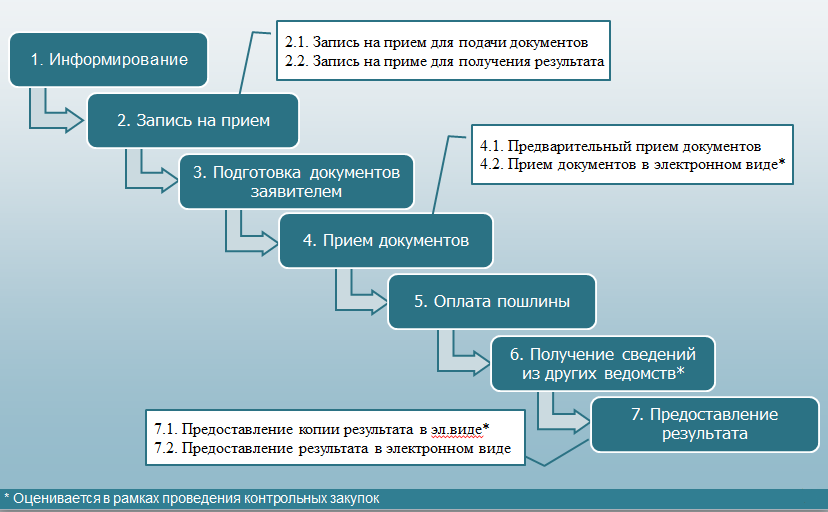 1. Информирование
2.1. Запись на прием для подачи документов
2.2. Запись на приме для получения результата
2. Запись на прием
4.1. Предварительный прием документов
4.2. Прием документов в электронном виде*
3. Подготовка документов
заявителем
4. Прием документов
5. Оплата пошлины
6. Получение сведений
из других ведомств*
7. Предоставление
результата
7.1. Предоставление копии результата в эл.виде*
7.2. Предоставление результата в электронном виде
* Оценивается в рамках проведения контрольных закупок